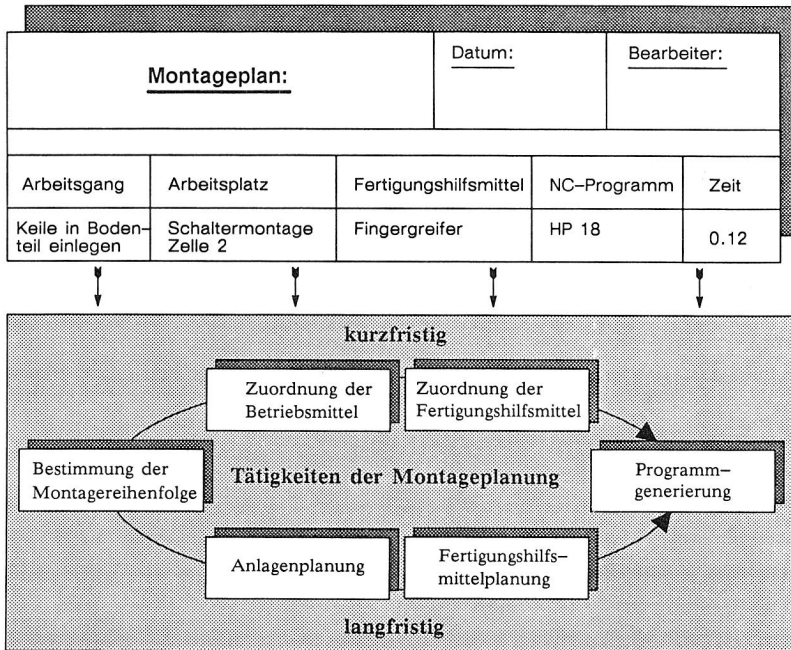 Montageplan:
Datum:
Bearbeiter:
Arbeitsgang
Arbeitsplatz
Fertigungshilfsmittel
NC-Programm
Zeit
Keile in Boden-
teil einlegen
Schaltermontage
Zelle 2
Fingergreifer
HP 18
0.12
kurzfristig
Zuordnung der
Betriebsmittel
Zuordnung der
Fertigungshilfsmittel
Bestimmung der
Montagereihenfolge
Tätigkeiten der Montageplanung
Programm-
generierung
Anlagenplanung
Fertigungshilfs-
mittelplanung
langfristig